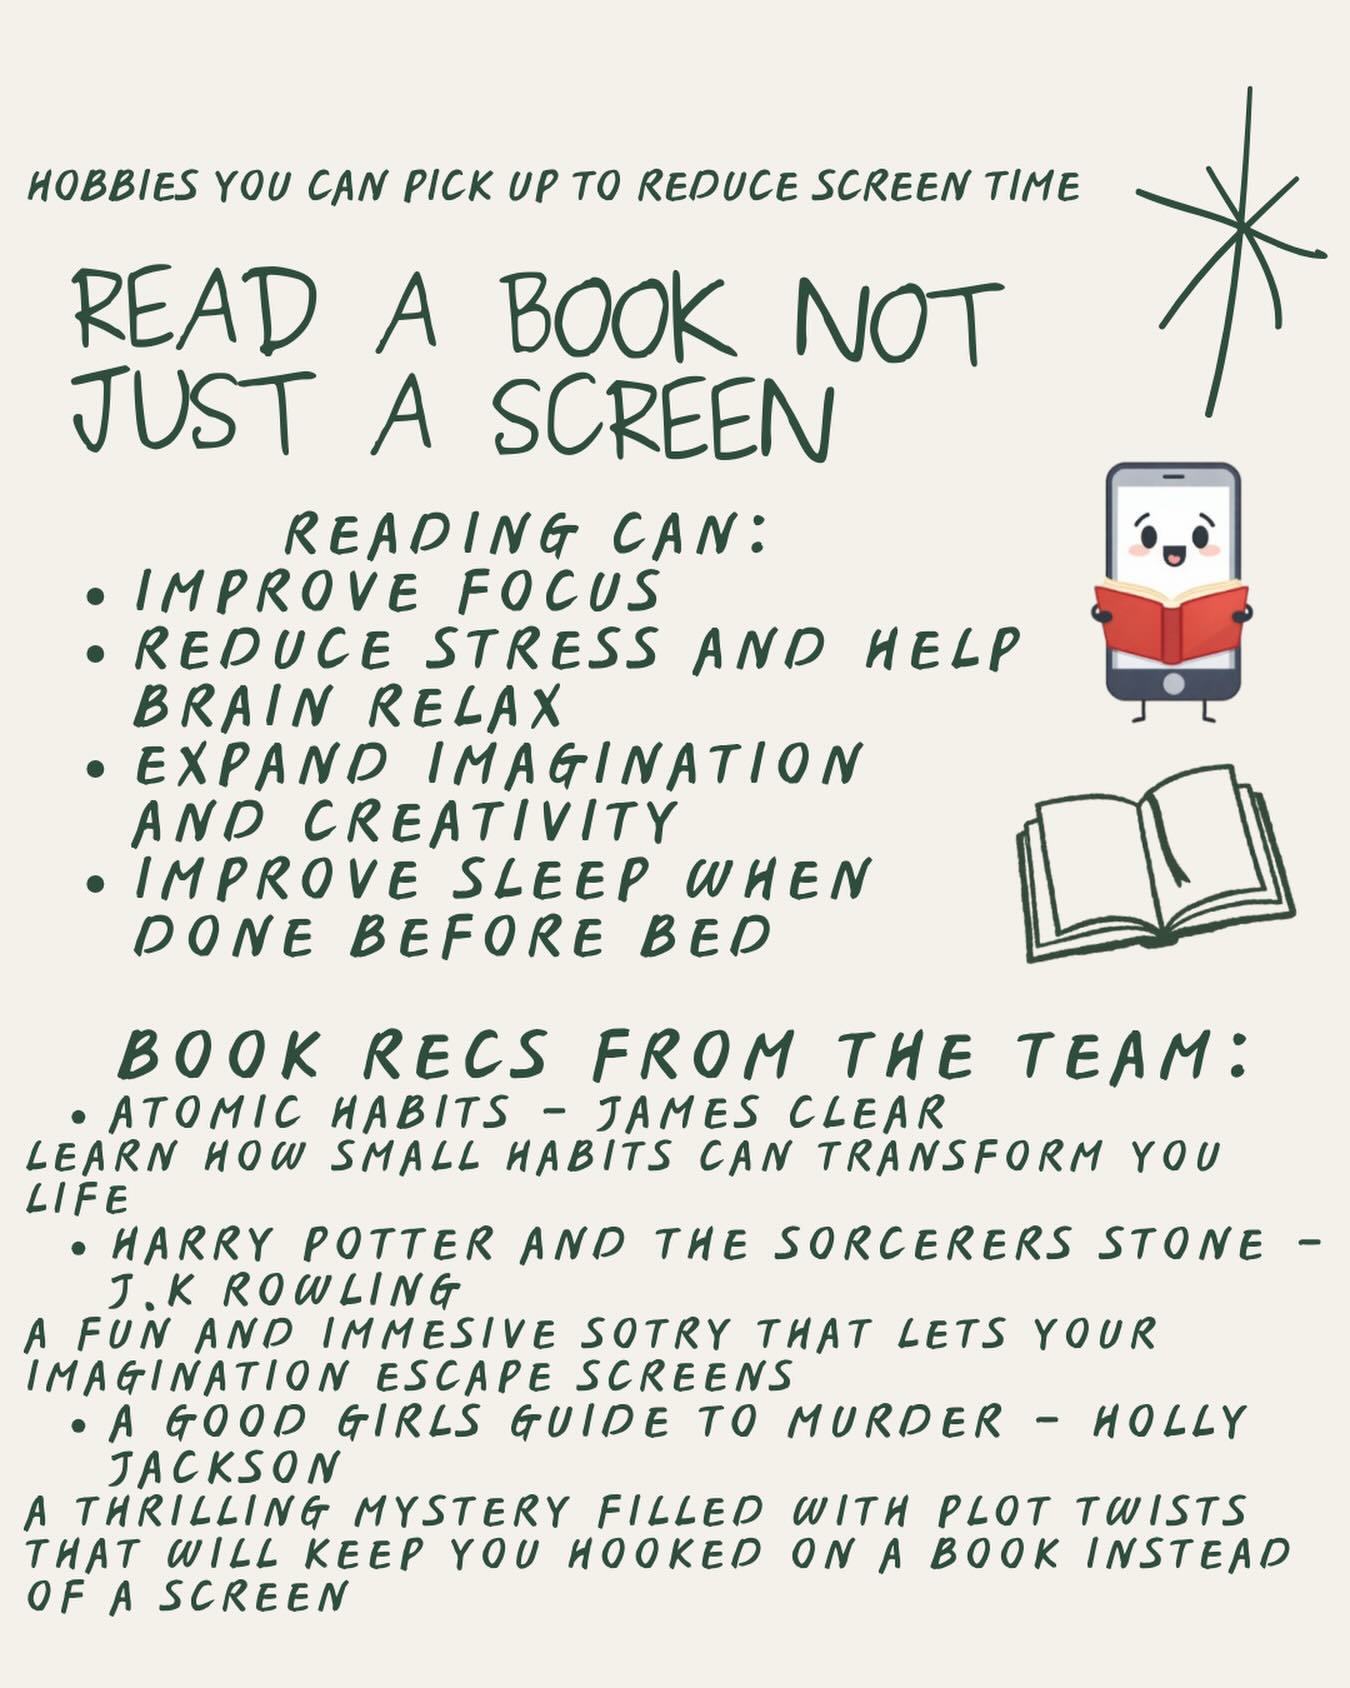 HOBBIES YOU CAN PICK UP TO REDUCE SCREEN TIME
READ A BOOK NOT
JUST A SCREEN
READING CAN:
• IMPROVE FOCUS
• REDUCE STRESS AND HELP
BRAIN RELAX
• EXPAND IMAGINATION
AND CREATIVITY
• IMPROVE SLEEP WHEN
DONE BEFORE BED
BOOK RECS FROM THE TEAM:
• ATOMIC HABITS - JAMES CLEAR
LEARN HOW SMALL HABITS CAN TRANSFORM YOU
LIFE
• HARRY POTTER AND THE SORCERERS STONE -
J.K ROWLING
A FUN AND IMMESIVE SOTRY THAT LETS YOUR
IMAGINATION ESCAPE SCREENS
• A GOOD GIRLS GUIDE TO MURDER - HOLLY
JACKSON
A THRILLING MYSTERY FILLED WITH PLOT TWISTS
THAT WILL KEEP YOU HOOKED ON A BOOK INSTEAD
OF A SCREEN